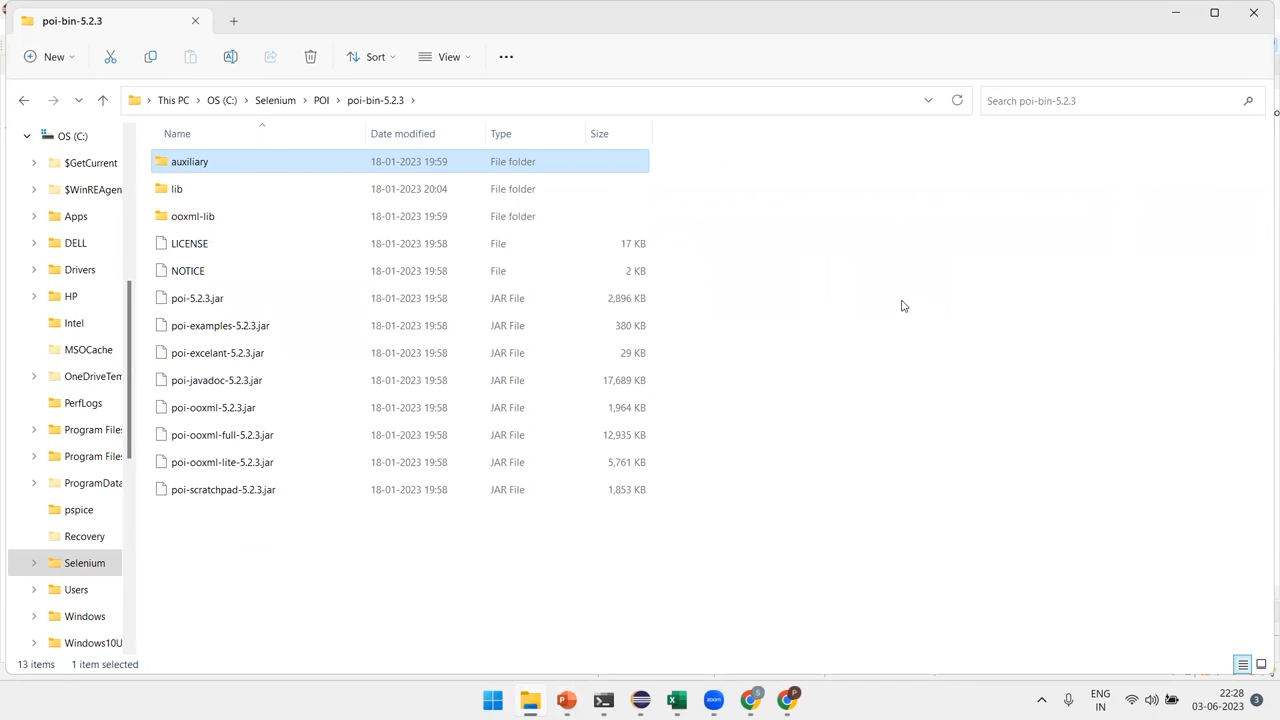 poi-bin-5.2.3
New
Sort
View
This PC > OS (C:) > Selenium > POI > poi-bin-5.2.3 >
Search poi-bin-5.2.3
OS (C:)
$GetCurrent
$WinREAgen
Apps
DELL
Drivers
HP
Intel
MSOCache
OneDriveTem
PerfLogs
Program Files
Program Files
ProgramData
pspice
Recovery
Selenium
Users
Windows
Windows10U
Name Date modified Type Size
auxiliary 18-01-2023 19:59 File folder
lib 18-01-2023 20:04 File folder
ooxml-lib 18-01-2023 19:59 File folder
LICENSE 18-01-2023 19:58 File 17 KB
NOTICE 18-01-2023 19:58 File 2 KB
poi-5.2.3.jar 18-01-2023 19:58 JAR File 2,896 KB
poi-examples-5.2.3.jar 18-01-2023 19:58 JAR File 380 KB
poi-excelant-5.2.3.jar 18-01-2023 19:58 JAR File 29 KB
poi-javadoc-5.2.3.jar 18-01-2023 19:58 JAR File 17,689 KB
poi-ooxml-5.2.3.jar 18-01-2023 19:58 JAR File 1,964 KB
poi-ooxml-full-5.2.3.jar 18-01-2023 19:58 JAR File 12,935 KB
poi-ooxml-lite-5.2.3.jar 18-01-2023 19:58 JAR File 5,761 KB
poi-scratchpad-5.2.3.jar 18-01-2023 19:58 JAR File 1,853 KB
13 items 1 item selected
zoom
S
P
ENG
IN
22:28
03-06-2023
3